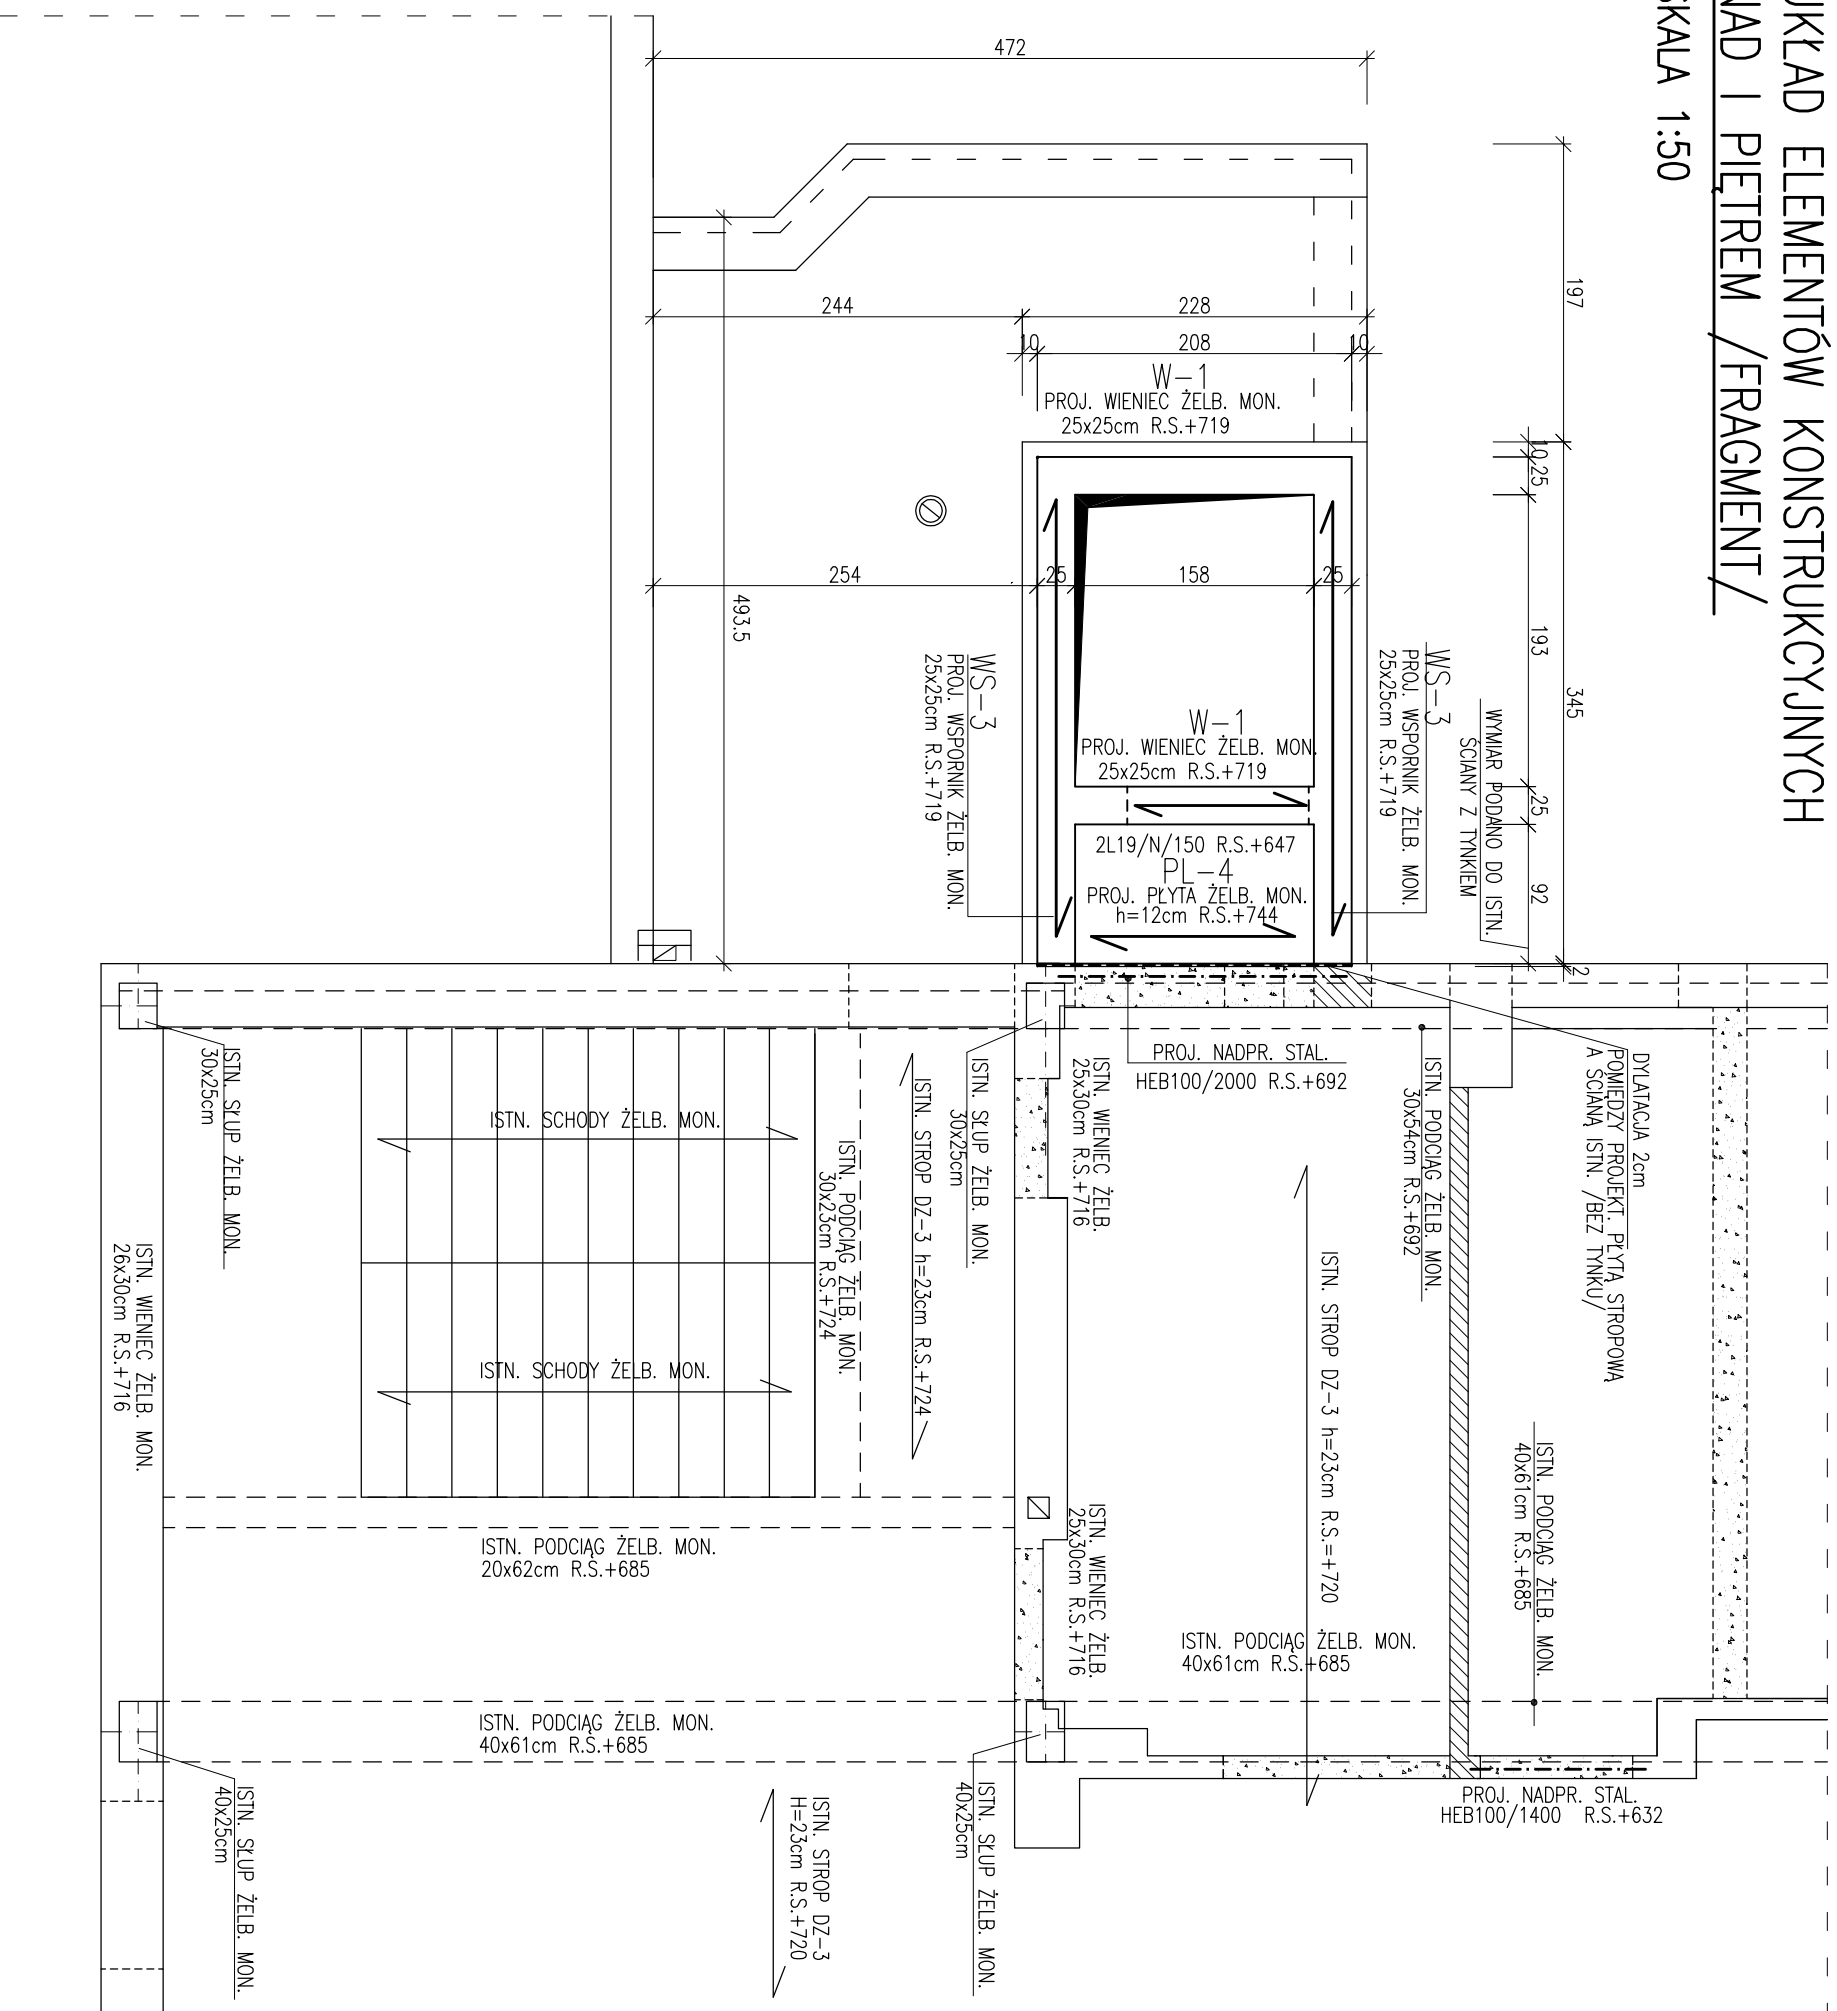 UKŁAD ELEMENTÓW KONSTRUKCYJNYCH
NAD I PIĘTREM /FRAGMENT/
SKALA 1:50
472
197
244
228
10
208
10
W-1
PROJ. WIENIEC ŻELB. MON.
25x25cm R.S.+719
10
25
254
25
158
25
493.5
193
345
WS-3
PROJ. WSPORNIK ŻELB. MON.
25x25cm R.S.+719
WS-3
PROJ. WSPORNIK ŻELB. MON.
25x25cm R.S.+719
WYMIAR PODANO DO ISTN.
ŚCIANY Z TYNKIEM
W-1
PROJ. WIENIEC ŻELB. MON.
25x25cm R.S.+719
25
92
2
2L19/N/150 R.S.+647
PL-4
PROJ. PŁYTA ŻELB. MON.
h=12cm R.S.+744
PROJ. NADPR. STAL.
HEB100/2000 R.S.+692
DYLATACJA 2cm
POMIĘDZY PROJEKT. PŁYTĄ STROPOWĄ
A ŚCIANĄ ISTN. /BEZ TYNKU/
ISTN. PODCIĄG ŻELB. MON.
30x54cm R.S.+692
ISTN. WIENIEC ŻELB.
25x30cm R.S.+716
ISTN. SŁUP ŻELB. MON.
30x25cm
ISTN. STROP DZ-3 h=23cm R.S.+724
ISTN. PODCIĄG ŻELB. MON.
30x23cm R.S.+724
ISTN. SCHODY ŻELB. MON.
ISTN. SCHODY ŻELB. MON.
ISTN. SŁUP ŻELB. MON.
30x25cm
ISTN. WIENIEC ŻELB. MON.
26x30cm R.S.+716
ISTN. STROP DZ-3 h=23cm R.S.=+720
ISTN. PODCIĄG ŻELB. MON.
40x61cm R.S.+685
ISTN. PODCIĄG ŻELB. MON.
20x62cm R.S.+685
ISTN. WIENIEC ŻELB.
25x30cm R.S.+716
ISTN. PODCIĄG ŻELB. MON.
40x61cm R.S.+685
ISTN. PODCIĄG ŻELB. MON.
40x61cm R.S.+685
PROJ. NADPR. STAL.
HEB100/1400 R.S.+632
ISTN. SŁUP ŻELB. MON.
40x25cm
ISTN. STROP DZ-3
H=23cm R.S.+720
ISTN. SŁUP ŻELB. MON.
40x25cm